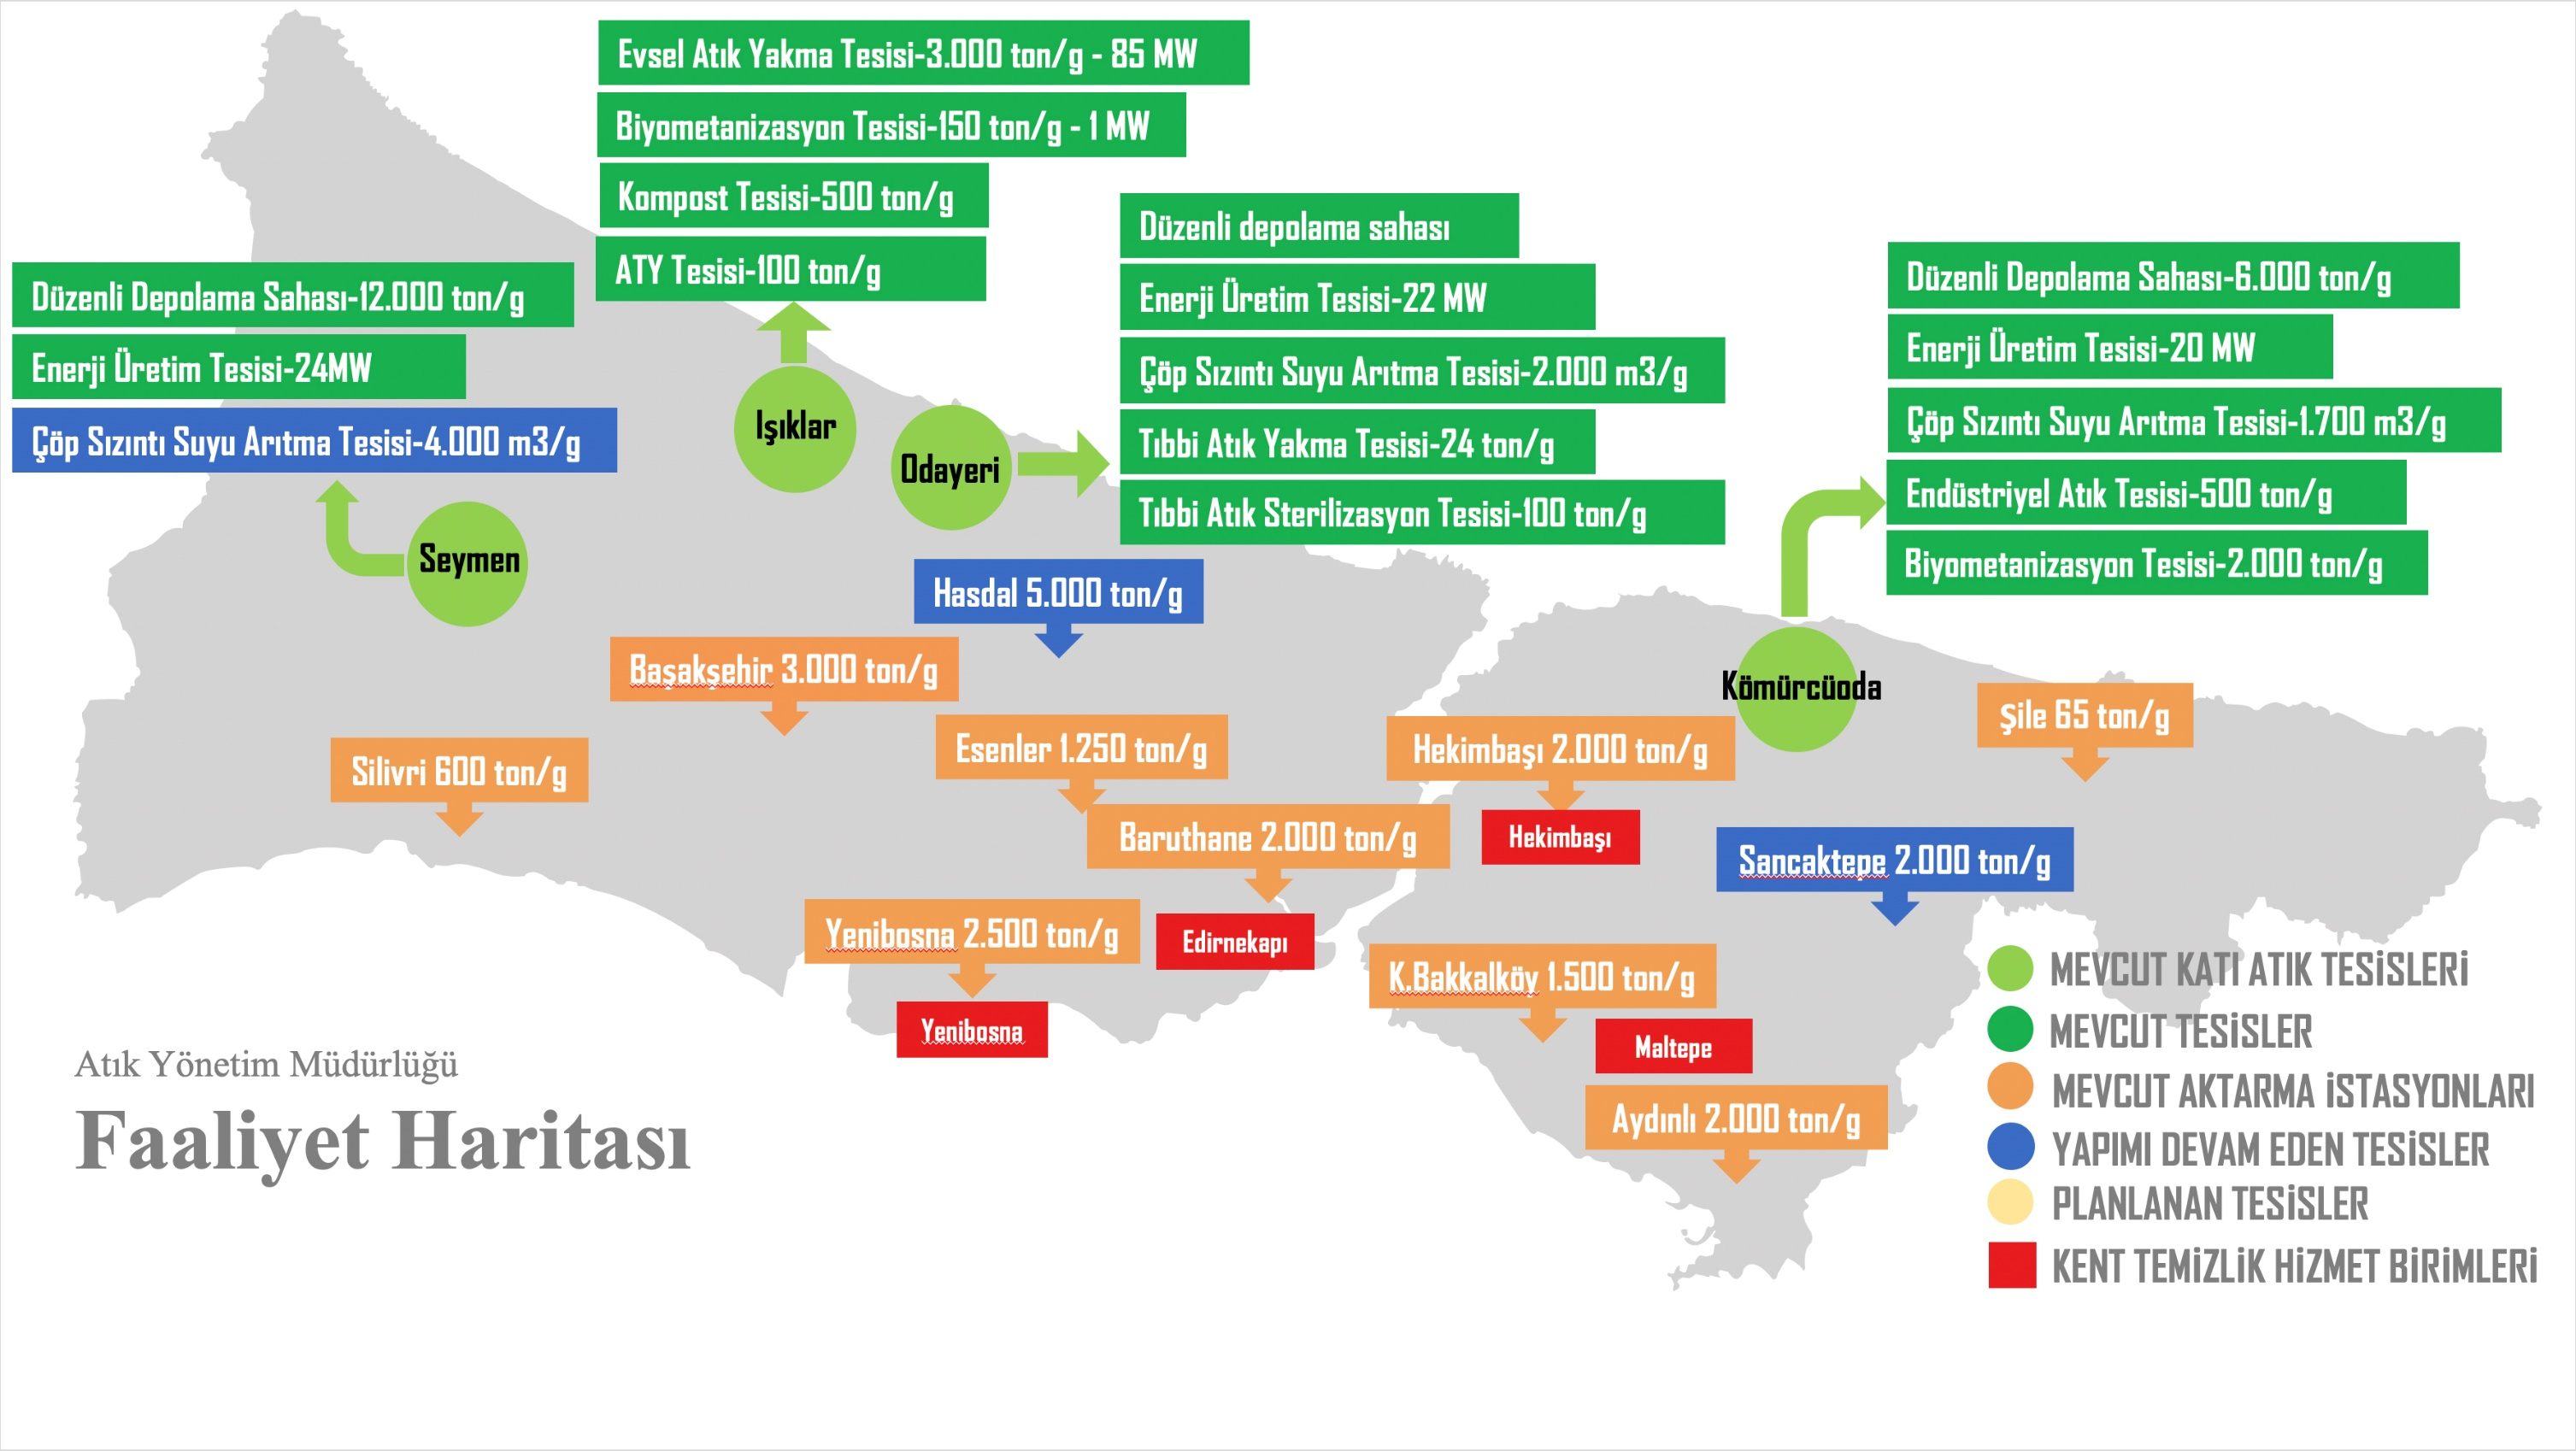 Evsel Atık Yakma Tesisi-3.000 ton/g - 85 MW
Biyometanizasyon Tesisi-150 ton/g - 1 MW
Kompost Tesisi-500 ton/g
ATY Tesisi-100 ton/g
Işıklar
Düzenli Depolama Sahası-12.000 ton/g
Enerji Üretim Tesisi-24MW
Çöp Sızıntı Suyu Arıtma Tesisi-4.000 m3/g
Seymen
Düzenli depolama sahası
Enerji Üretim Tesisi-22 MW
Çöp Sızıntı Suyu Arıtma Tesisi-2.000 m3/g
Tıbbi Atık Yakma Tesisi-24 ton/g
Tıbbi Atık Sterilizasyon Tesisi-100 ton/g
Odayeri
Düzenli Depolama Sahası-6.000 ton/g
Enerji Üretim Tesisi-20 MW
Çöp Sızıntı Suyu Arıtma Tesisi-1.700 m3/g
Endüstriyel Atık Tesisi-500 ton/g
Biyometanizasyon Tesisi-2.000 ton/g
Kömürcüoda
Hasdal 5.000 ton/g
Başakşehir 3.000 ton/g
Esenler 1.250 ton/g
Hekimbaşı 2.000 ton/g
Şile 65 ton/g
Silivri 600 ton/g
Baruthane 2.000 ton/g
Hekimbaşı
Sancaktepe 2.000 ton/g
Yenibosna 2.500 ton/g
Edirnekapı
K.Bakkalköy 1.500 ton/g
Yenibosna
Maltepe
Aydınlı 2.000 ton/g
Atık Yönetim Müdürlüğü
Faaliyet Haritası
MEVCUT KATI ATIK TESİSLERİ
MEVCUT TESİSLER
MEVCUT AKTARMA İSTASYONLARI
YAPIMI DEVAM EDEN TESİSLER
PLANLANAN TESİSLER
KENT TEMİZLİK HİZMET BİRİMLERİ